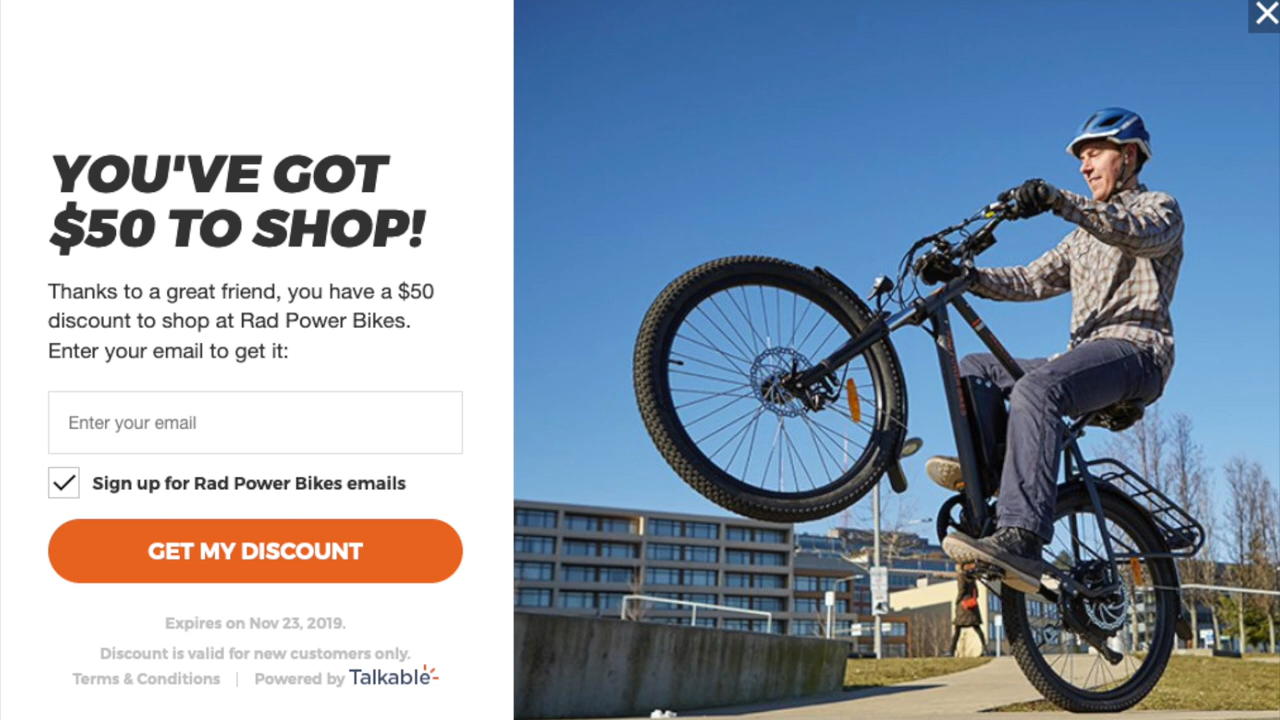 YOU'VE GOT
$50 TO SHOP!
Thanks to a great friend, you have a $50
discount to shop at Rad Power Bikes.
Enter your email to get it:
Enter your email
Sign up for Rad Power Bikes emails
GET MY DISCOUNT
Expires on Nov 23, 2019.
Discount is valid for new customers only.
Terms & Conditions | Powered by Talkable